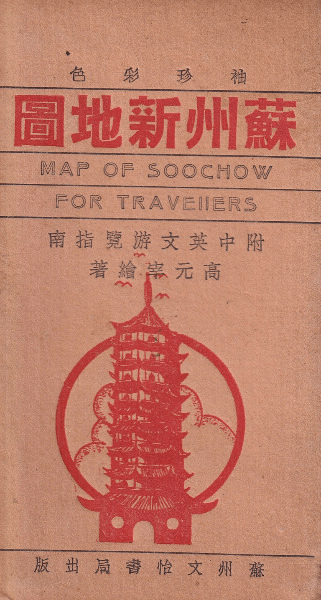 袖珍彩色
蘇州新地圖
MAP OF SOOCHOW
FOR TRAVEllERS
附中英文游覽指南
高元宰繪著
蘇州文怡書局出版